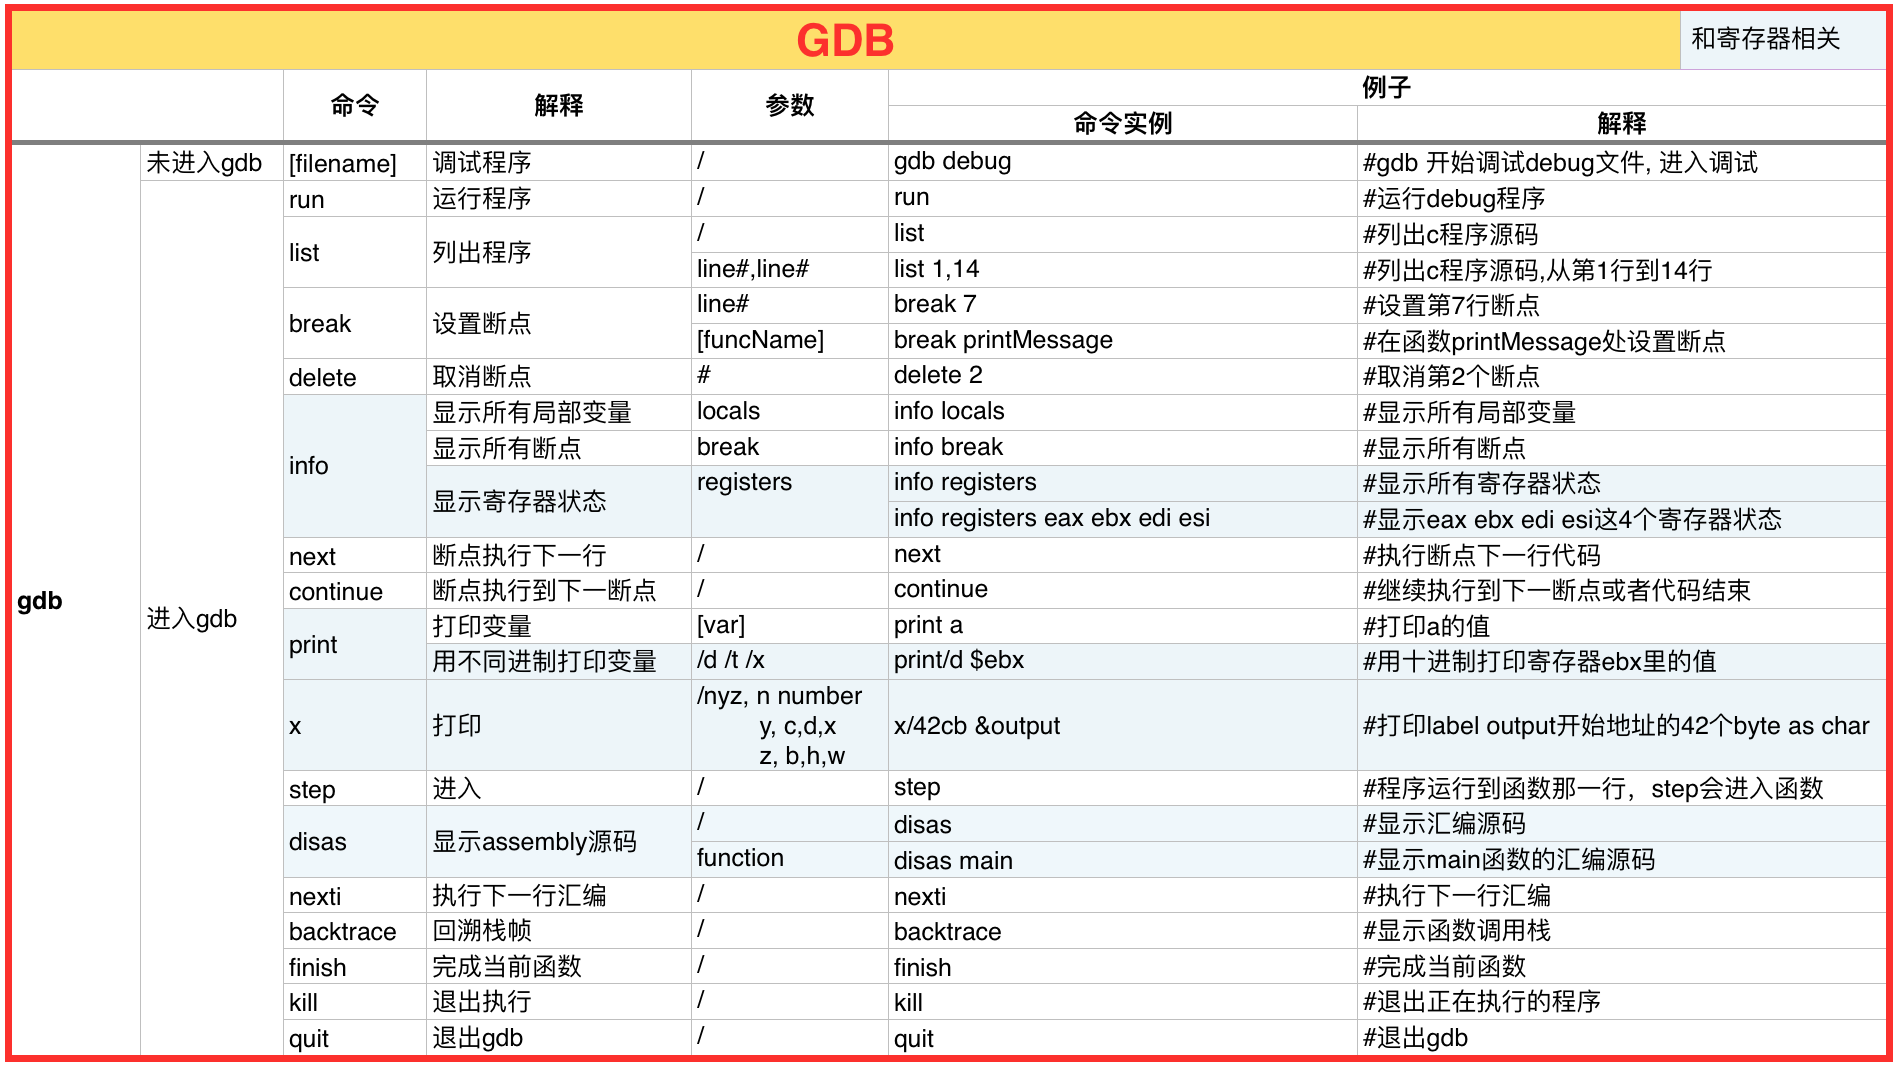 GDB
和寄存器相关
命令
解释
参数
例子
命令实例
解释
gdb
未进入gdb
[filename]
调试程序
/
gdb debug
#gdb 开始调试debug文件, 进入调试
进入gdb
run
运行程序
/
run
#运行debug程序
list
列出程序
/
list
#列出c程序源码
line#,line#
list 1,14
#列出c程序源码,从第1行到14行
break
设置断点
line#
break 7
#设置第7行断点
[funcName]
break printMessage
#在函数printMessage处设置断点
delete
取消断点
#
delete 2
#取消第2个断点
info
显示所有局部变量
locals
info locals
#显示所有局部变量
显示所有断点
break
info break
#显示所有断点
显示寄存器状态
registers
info registers
#显示所有寄存器状态
info registers eax ebx edi esi
#显示eax ebx edi esi这4个寄存器状态
next
断点执行下一行
/
next
#执行断点下一行代码
continue
断点执行到下一断点
/
continue
#继续执行到下一断点或者代码结束
print
打印变量
[var]
print a
#打印a的值
用不同进制打印变量
/d /t /x
print/d $ebx
#用十进制打印寄存器ebx里的值
x
打印
/nyz, n number
y, c,d,x
z, b,h,w
x/42cb &output
#打印label output开始地址的42个byte as char
step
进入
/
step
#程序运行到函数那一行，step会进入函数
disas
显示assembly源码
/
disas
#显示汇编源码
function
disas main
#显示main函数的汇编源码
nexti
执行下一行汇编
/
nexti
#执行下一行汇编
backtrace
回溯栈帧
/
backtrace
#显示函数调用栈
finish
完成当前函数
/
finish
#完成当前函数
kill
退出执行
/
kill
#退出正在执行的程序
quit
退出gdb
/
quit
#退出gdb